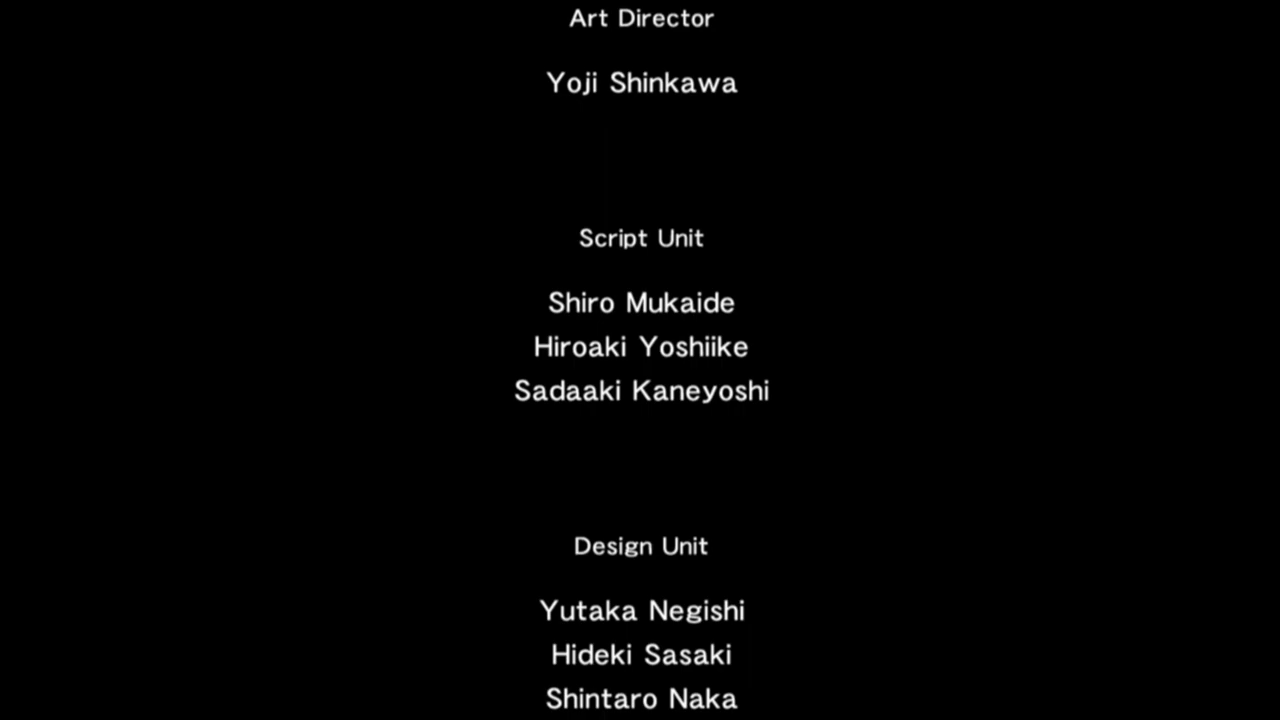 Art Director
Yoji Shinkawa
Script Unit
Shiro Mukaide
Hiroaki Yoshiike
Sadaaki Kaneyoshi
Design Unit
Yutaka Negishi
Hideki Sasaki
Shintaro Naka